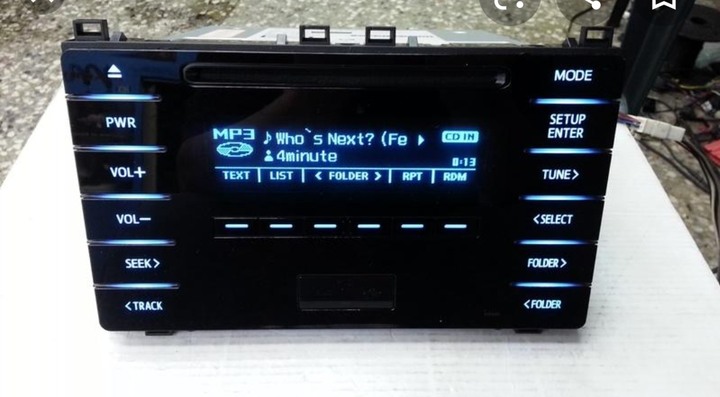 MODE
PWR
SETUP
ENTER
MP3 ♪Who`s Next? (Fe ▶ CD IN
4minute
0:13
TEXT | LIST | < FOLDER > | RPT | RDM
VOL+
TUNE>
VOL−
<SELECT
SEEK>
FOLDER>
<TRACK
<FOLDER